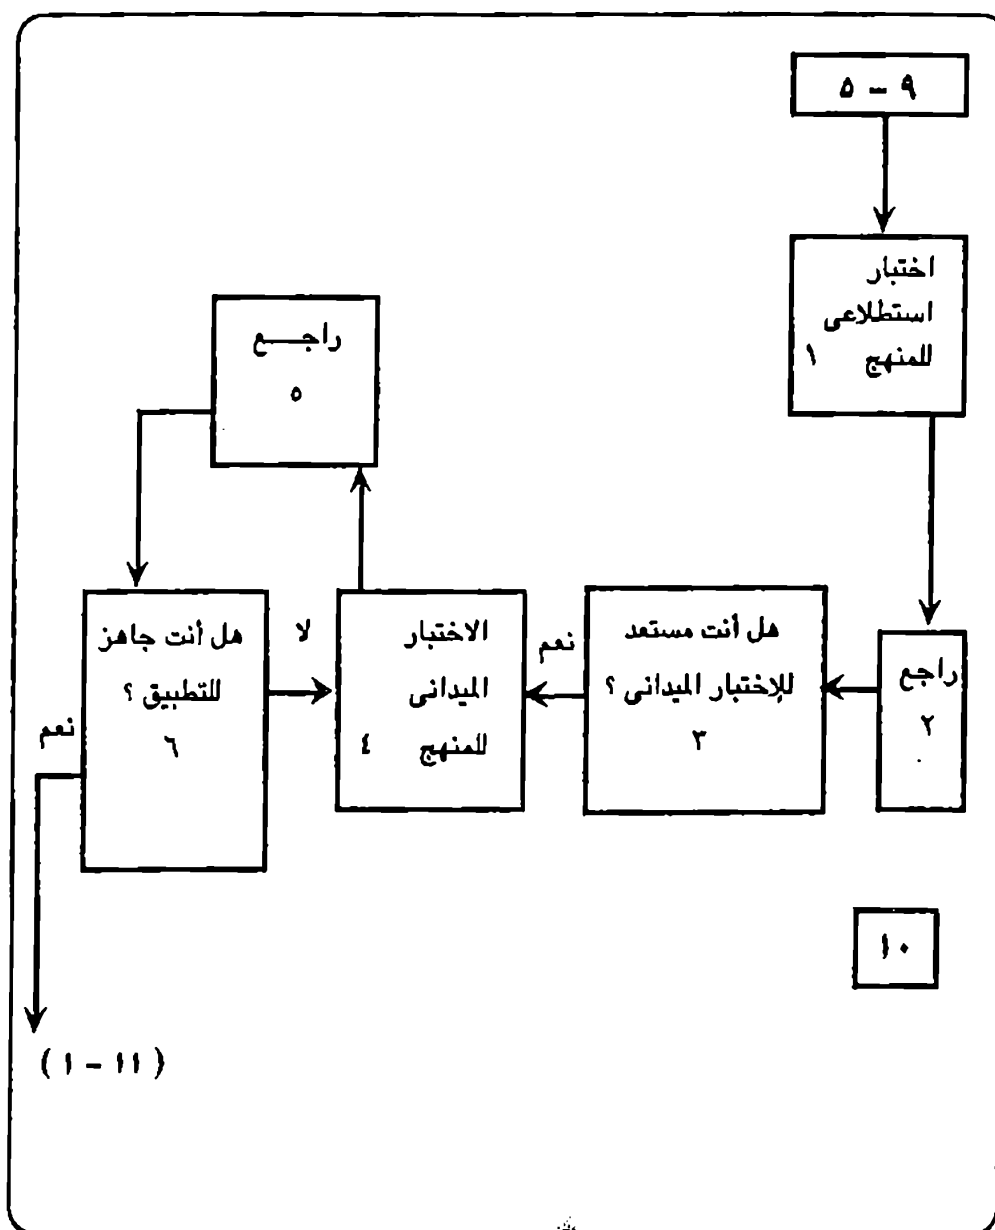 ٩ - ٥
اختبار
استطلاعى
للمنهج ١
راجع
٢
هل أنت مستعد
للإختبار الميدانى ؟
٣
نعم
الاختبار
الميدانى
للمنهج ٤
راجـــع
٥
هل أنت جاهز
للتطبيق ؟
٦
لا
نعم
١٠
( ١١ - ١ )